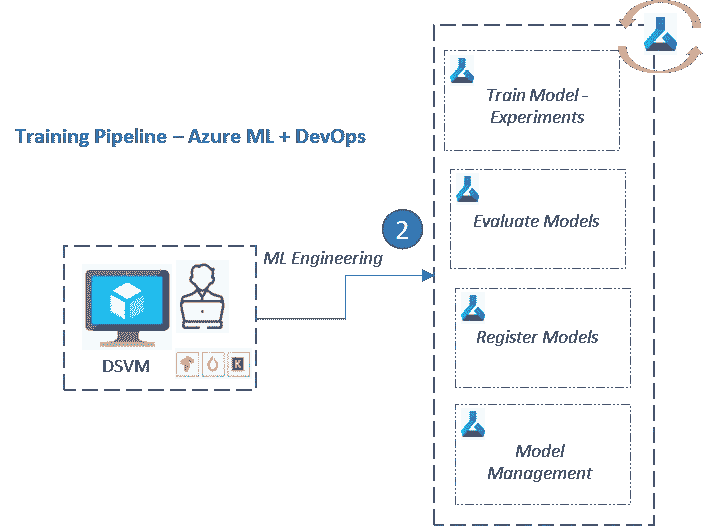 Train Model -
Experiments
Training Pipeline – Azure ML + DevOps
Evaluate Models
2
ML Engineering
DSVM
K
Register Models
Model
Management